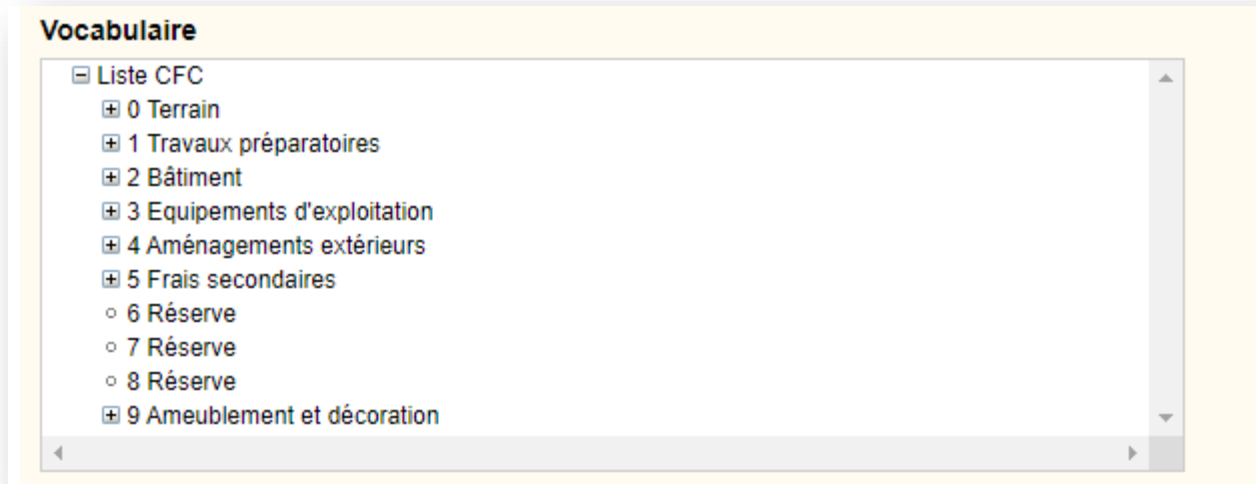 Vocabulaire
Liste CFC
0 Terrain
1 Travaux préparatoires
2 Bâtiment
3 Equipements d'exploitation
4 Aménagements extérieurs
5 Frais secondaires
6 Réserve
7 Réserve
8 Réserve
9 Ameublement et décoration